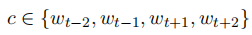 c ∈ {w_{t−2}, w_{t−1}, w_{t+1}, w_{t+2}}